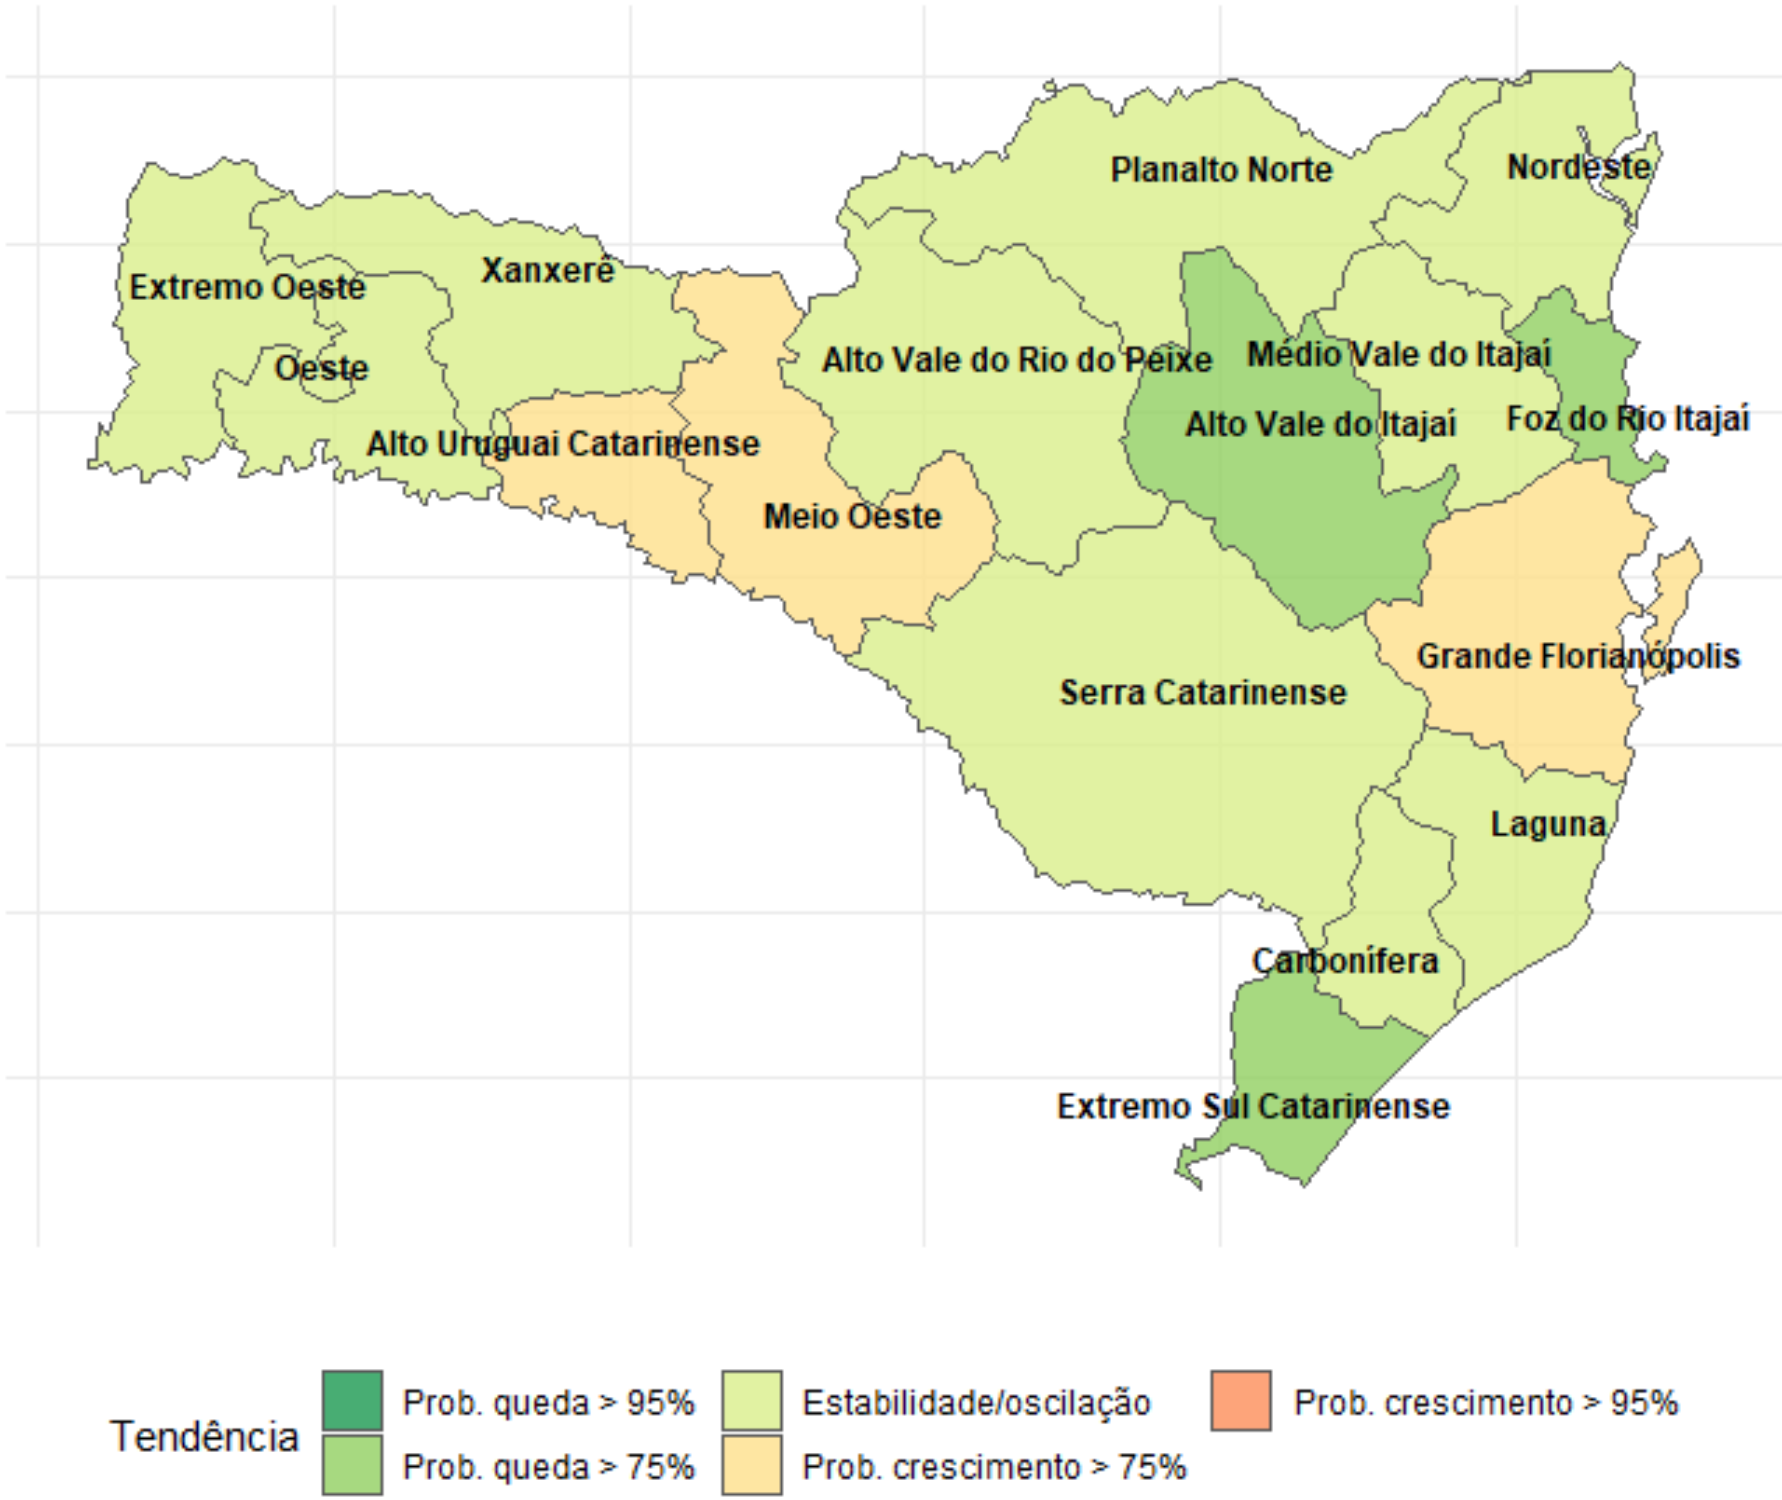 Planalto Norte
Nordeste
Xanxerê
Extremo Oeste
Médio Vale do Itajaí
Alto Vale do Rio do Peixe
Oeste
Foz do Rio Itajaí
Alto Vale do Itajaí
Alto Uruguai Catarinense
Meio Oeste
Grande Florianópolis
Serra Catarinense
Laguna
Carbonífera
Extremo Sul Catarinense
Tendência
Prob. queda > 95%
Prob. queda > 75%
Estabilidade/oscilação
Prob. crescimento > 75%
Prob. crescimento > 95%